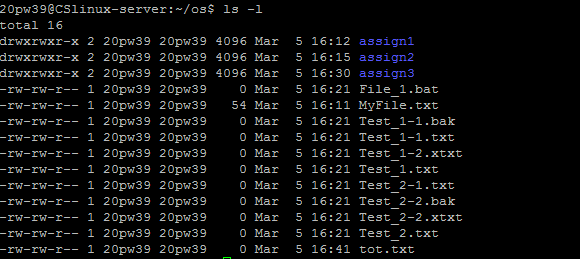 20pw39@CSlinux-server:~/os$ ls -l
total 16
drwxrwxr-x 2 20pw39 20pw39 4096 Mar  5 16:12 assign1
drwxrwxr-x 2 20pw39 20pw39 4096 Mar  5 16:15 assign2
drwxrwxr-x 2 20pw39 20pw39 4096 Mar  5 16:30 assign3
-rw-rw-r-- 1 20pw39 20pw39    0 Mar  5 16:21 File_1.bat
-rw-rw-r-- 1 20pw39 20pw39   54 Mar  5 16:11 MyFile.txt
-rw-rw-r-- 1 20pw39 20pw39    0 Mar  5 16:21 Test_1-1.bak
-rw-rw-r-- 1 20pw39 20pw39    0 Mar  5 16:21 Test_1-1.txt
-rw-rw-r-- 1 20pw39 20pw39    0 Mar  5 16:21 Test_1-2.xtxt
-rw-rw-r-- 1 20pw39 20pw39    0 Mar  5 16:21 Test_1.txt
-rw-rw-r-- 1 20pw39 20pw39    0 Mar  5 16:21 Test_2-1.txt
-rw-rw-r-- 1 20pw39 20pw39    0 Mar  5 16:21 Test_2-2.bak
-rw-rw-r-- 1 20pw39 20pw39    0 Mar  5 16:21 Test_2-2.xtxt
-rw-rw-r-- 1 20pw39 20pw39    0 Mar  5 16:21 Test_2.txt
-rw-rw-r-- 1 20pw39 20pw39    0 Mar  5 16:41 tot.txt